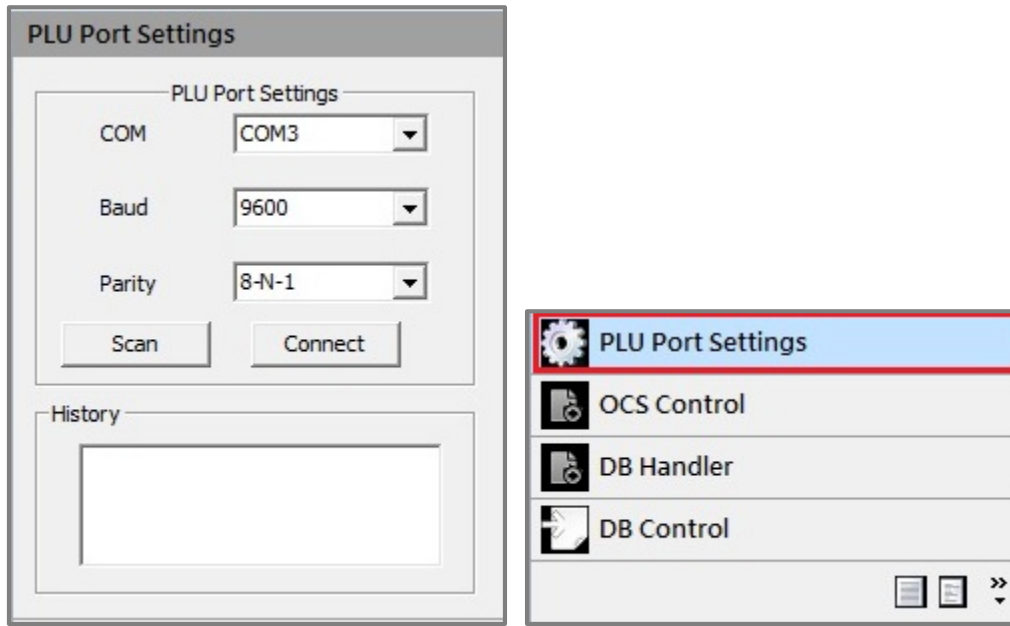 PLU Port Settings
PLU Port Settings
COM COM3
Baud 9600
Parity 8-N-1
Scan Connect
History
PLU Port Settings
OCS Control
DB Handler
DB Control